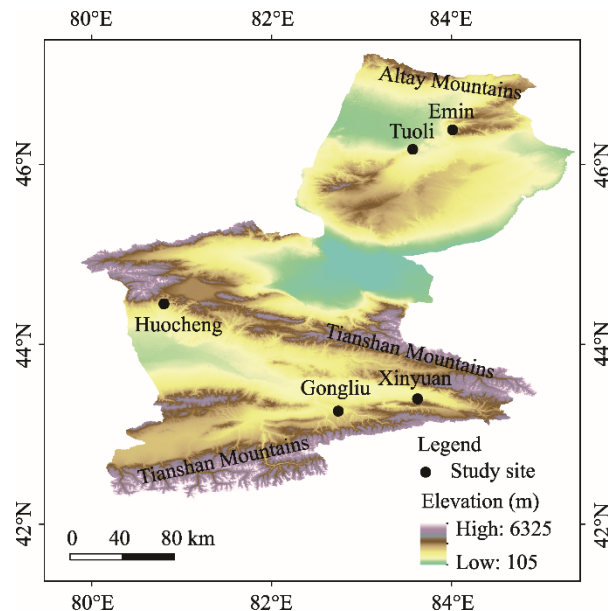 80°E
82°E
84°E
Altay Mountains
Emin
Tuoli
46°N
46°N
Huocheng
44°N
44°N
Tianshan Mountains
Xinyuan
Gongliu
Tianshan Mountains
Legend
Study site
Elevation (m)
High: 6325
Low: 105
42°N
42°N
0 40 80 km
80°E
82°E
84°E